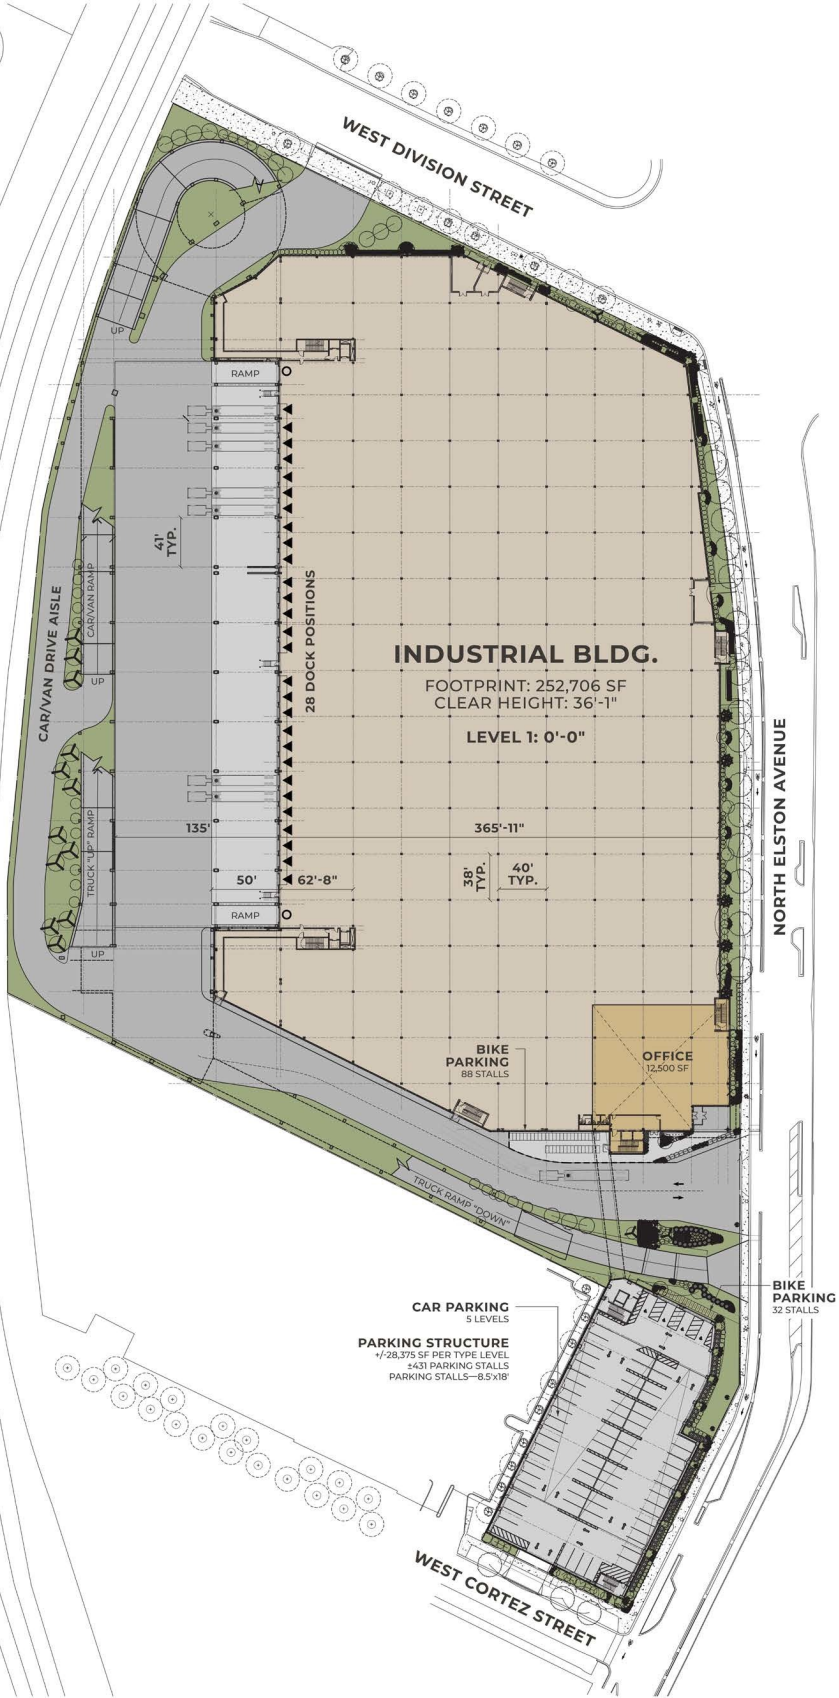 WEST DIVISION STREET
UP
RAMP
41'
TYP.
CAR/VAN RAMP
CAR/VAN DRIVE AISLE
28 DOCK POSITIONS
UP
INDUSTRIAL BLDG.
FOOTPRINT: 252,706 SF
CLEAR HEIGHT: 36'-1"
LEVEL 1: 0'-0"
NORTH ELSTON AVENUE
TRUCK "UP" RAMP
135'
365'-11"
50'
62'-8"
38'
TYP.
40'
TYP.
RAMP
UP
BIKE
PARKING
88 STALLS
OFFICE
12,500 SF
TRUCK RAMP "DOWN"
BIKE
PARKING
32 STALLS
CAR PARKING
5 LEVELS
PARKING STRUCTURE
+/-28,375 SF PER TYPE LEVEL
±431 PARKING STALLS
PARKING STALLS—8.5'x18'
WEST CORTEZ STREET